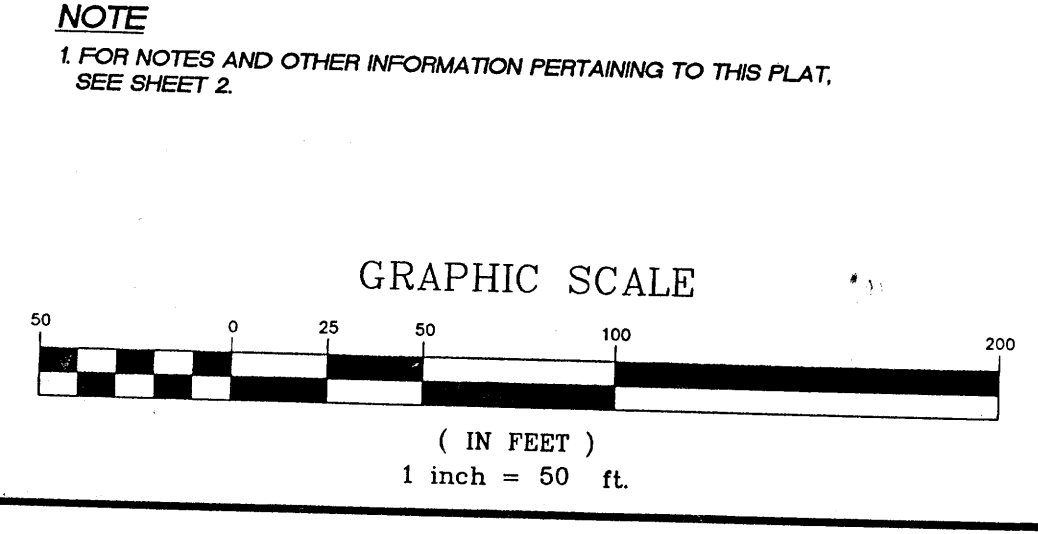 NOTE
1. FOR NOTES AND OTHER INFORMATION PERTAINING TO THIS PLAT,
SEE SHEET 2.
GRAPHIC SCALE
50 0 25 50 100 200
( IN FEET )
1 inch = 50 ft.